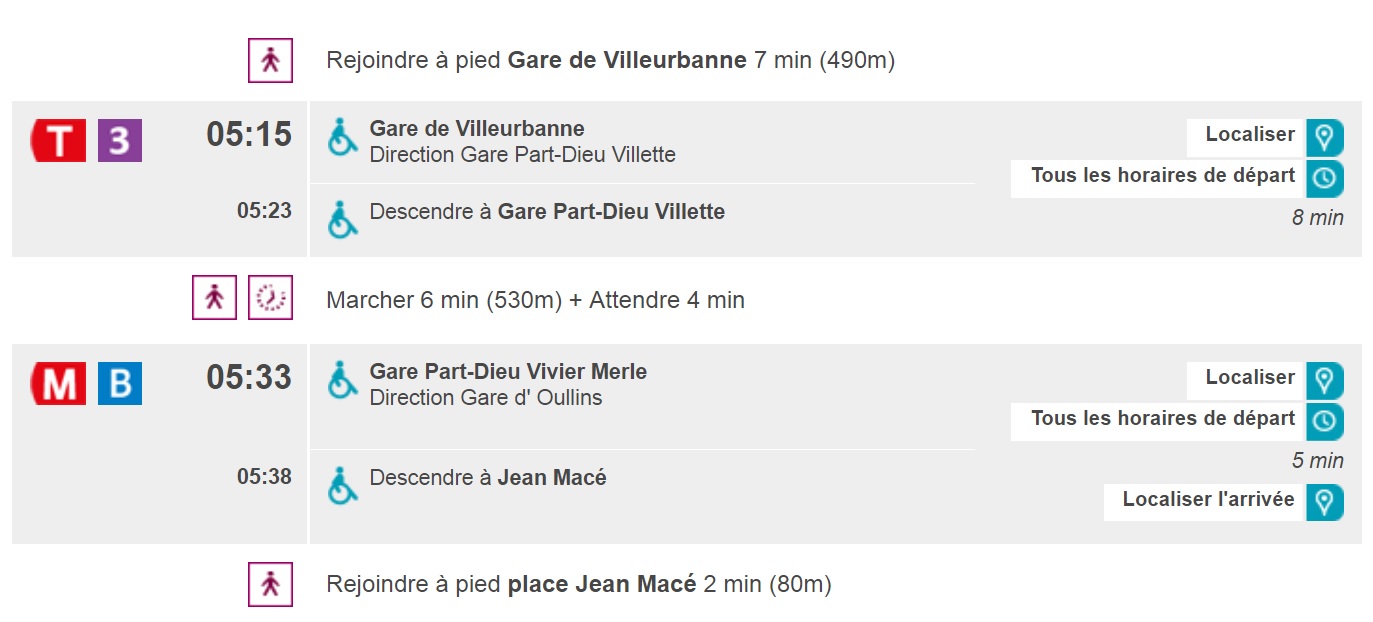 Rejoindre à pied Gare de Villeurbanne 7 min (490m)
T 3 05:15 Gare de Villeurbanne Localiser
Direction Gare Part-Dieu Villette
Tous les horaires de départ
05:23 Descendre à Gare Part-Dieu Villette 8 min
Marcher 6 min (530m) + Attendre 4 min
M B 05:33 Gare Part-Dieu Vivier Merle Localiser
Direction Gare d' Oullins
Tous les horaires de départ
5 min
05:38 Descendre à Jean Macé
Localiser l'arrivée
Rejoindre à pied place Jean Macé 2 min (80m)